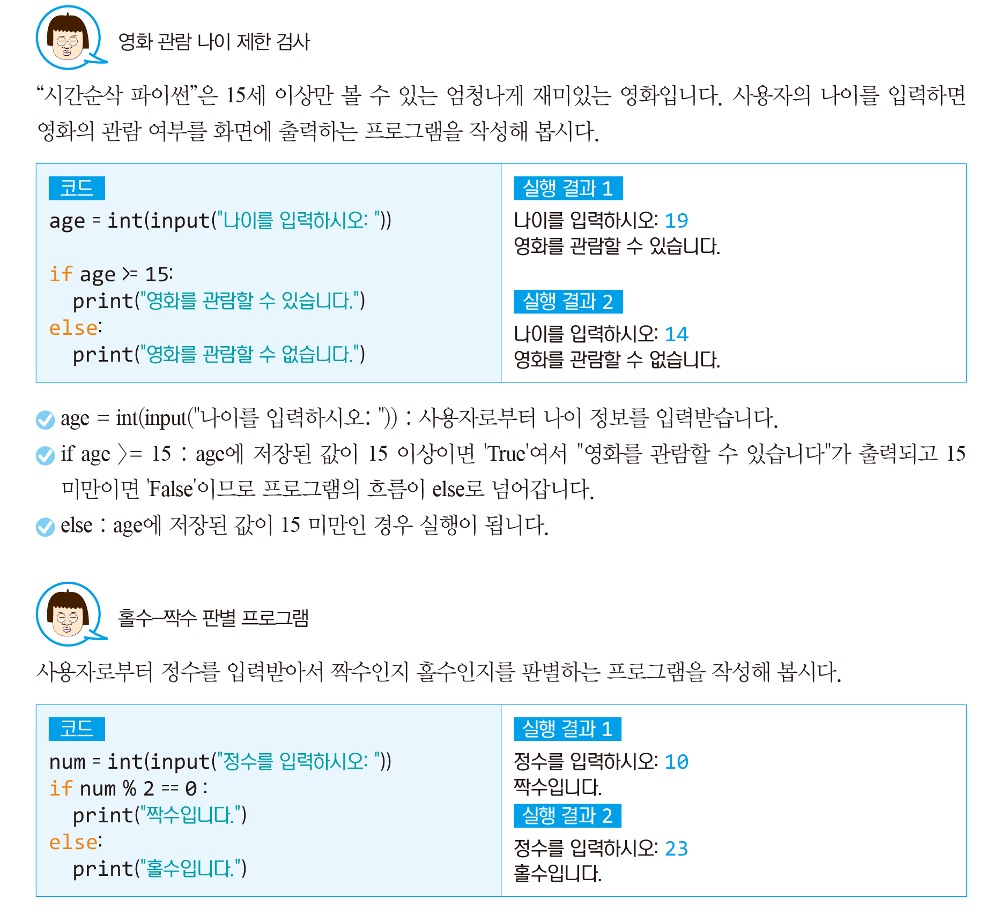 영화 관람 나이 제한 검사
“시간순삭 파이썬”은 15세 이상만 볼 수 있는 엄청나게 재미있는 영화입니다. 사용자의 나이를 입력하면
영화의 관람 여부를 화면에 출력하는 프로그램을 작성해 봅시다.
코드
age = int(input("나이를 입력하시오: "))
if age >= 15:
print("영화를 관람할 수 있습니다.")
else:
print("영화를 관람할 수 없습니다.")
실행 결과 1
나이를 입력하시오: 19
영화를 관람할 수 있습니다.
실행 결과 2
나이를 입력하시오: 14
영화를 관람할 수 없습니다.
age = int(input("나이를 입력하시오: ")) : 사용자로부터 나이 정보를 입력받습니다.
if age >= 15 : age에 저장된 값이 15 이상이면 'True'여서 "영화를 관람할 수 있습니다"가 출력되고 15
미만이면 'False'이므로 프로그램의 흐름이 else로 넘어갑니다.
else : age에 저장된 값이 15 미만인 경우 실행이 됩니다.
홀수–짝수 판별 프로그램
사용자로부터 정수를 입력받아서 짝수인지 홀수인지를 판별하는 프로그램을 작성해 봅시다.
코드
num = int(input("정수를 입력하시오: "))
if num % 2 == 0 :
print("짝수입니다.")
else:
print("홀수입니다.")
실행 결과 1
정수를 입력하시오: 10
짝수입니다.
실행 결과 2
정수를 입력하시오: 23
홀수입니다.